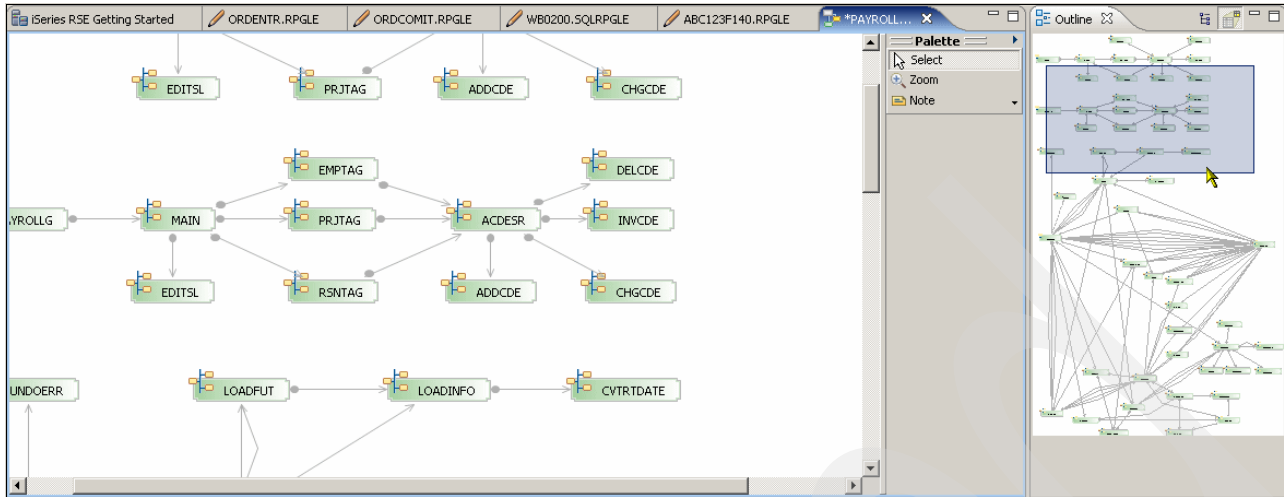 iSeries RSE Getting Started ORDENTR.RPGLE ORDCOMIT.RPGLE WB0200.SQLRPGLE ABC123F140.RPGLE *PAYROLL... Outline
Palette
Select
Zoom
Note
EDITSL PRJTAG ADDCDE CHGCDE
EMPTAG DELCDE
YROLLG MAIN PRJTAG ACDESR INVCDE
EDITSL RSNTAG ADDCDE CHGCDE
UNDOERR LOADFUT LOADINFO CVTRTDATE